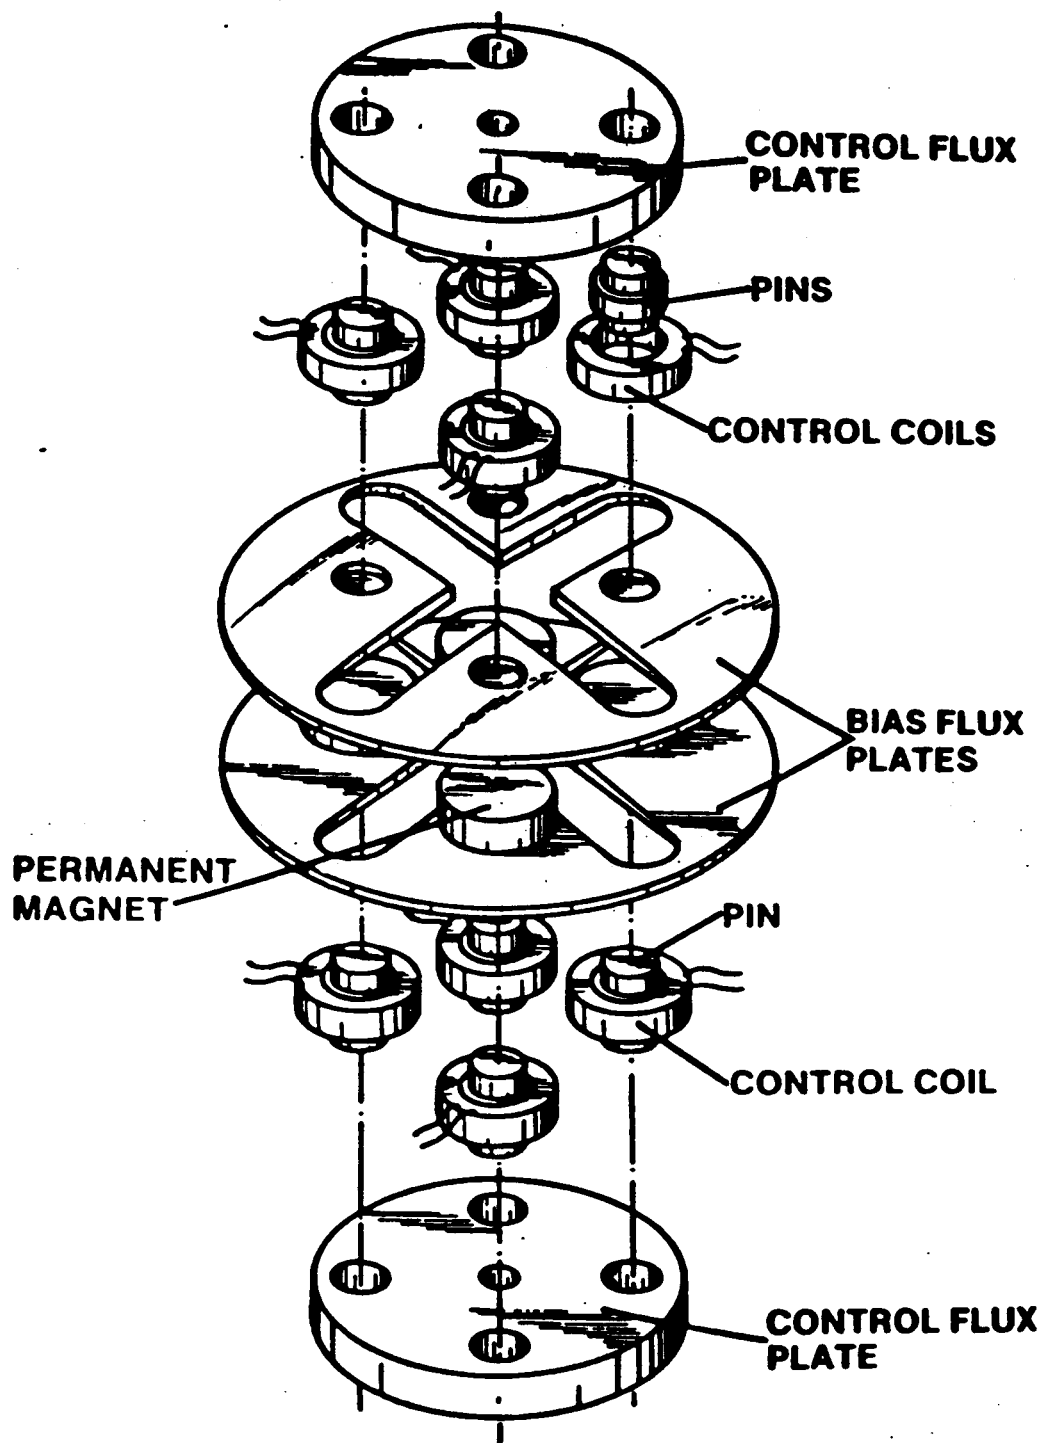 CONTROL FLUX
PLATE
PINS
CONTROL COILS
BIAS FLUX
PLATES
PERMANENT
MAGNET
PIN
CONTROL COIL
CONTROL FLUX
PLATE